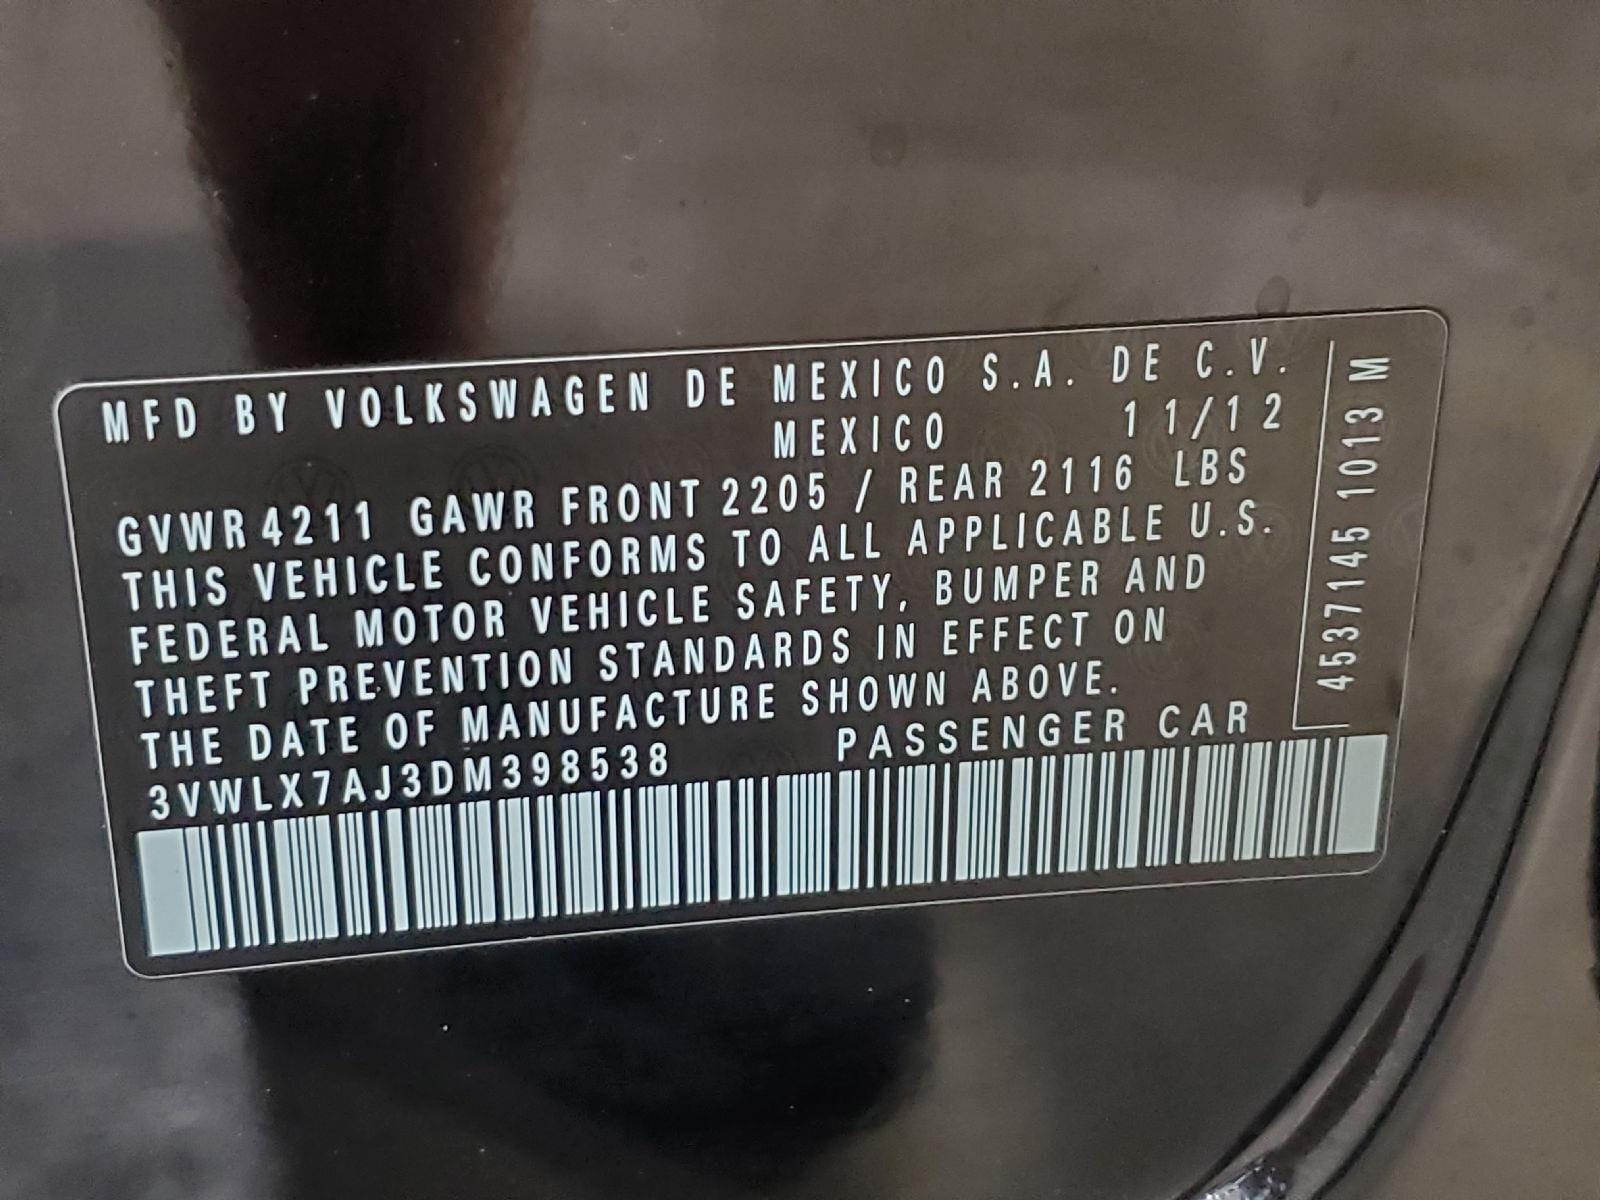 MFD BY VOLKSWAGEN DE MEXICO S.A. DE C.V.
MEXICO 11/12
GVWR 4211 GAWR FRONT 2205 / REAR 2116 LBS
THIS VEHICLE CONFORMS TO ALL APPLICABLE U.S.
FEDERAL MOTOR VEHICLE SAFETY, BUMPER AND
THEFT PREVENTION STANDARDS IN EFFECT ON
THE DATE OF MANUFACTURE SHOWN ABOVE.
3VWLX7AJ3DM398538 PASSENGER CAR
4537145 1013 M